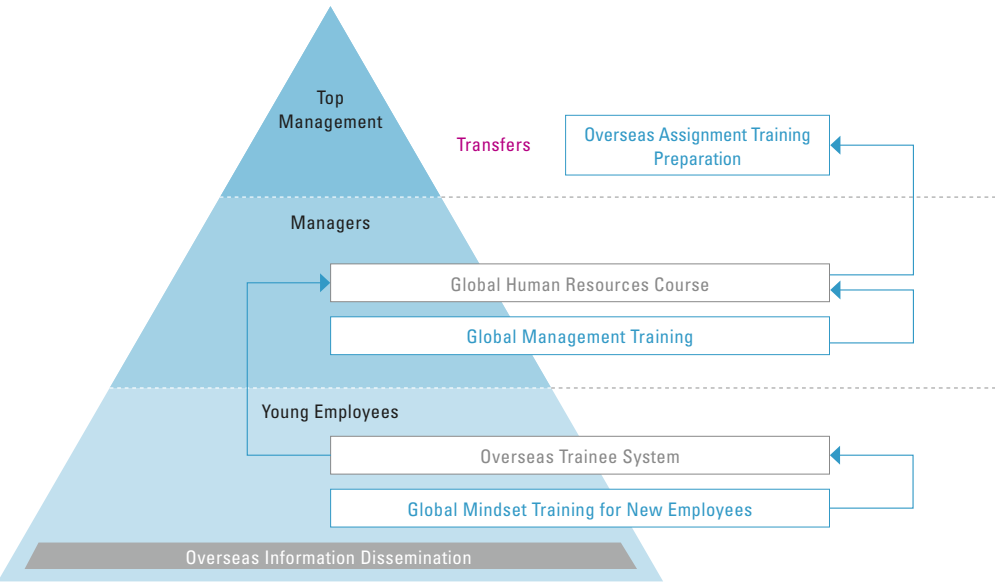 Top
Management
Transfers
Overseas Assignment Training
Preparation
Managers
Global Human Resources Course
Global Management Training
Young Employees
Overseas Trainee System
Global Mindset Training for New Employees
Overseas Information Dissemination